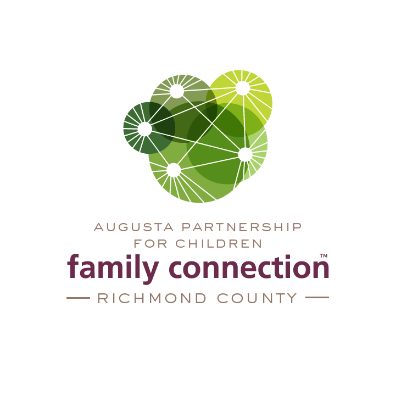 AUGUSTA PARTNERSHIP
FOR CHILDREN
family connection™
RICHMOND COUNTY